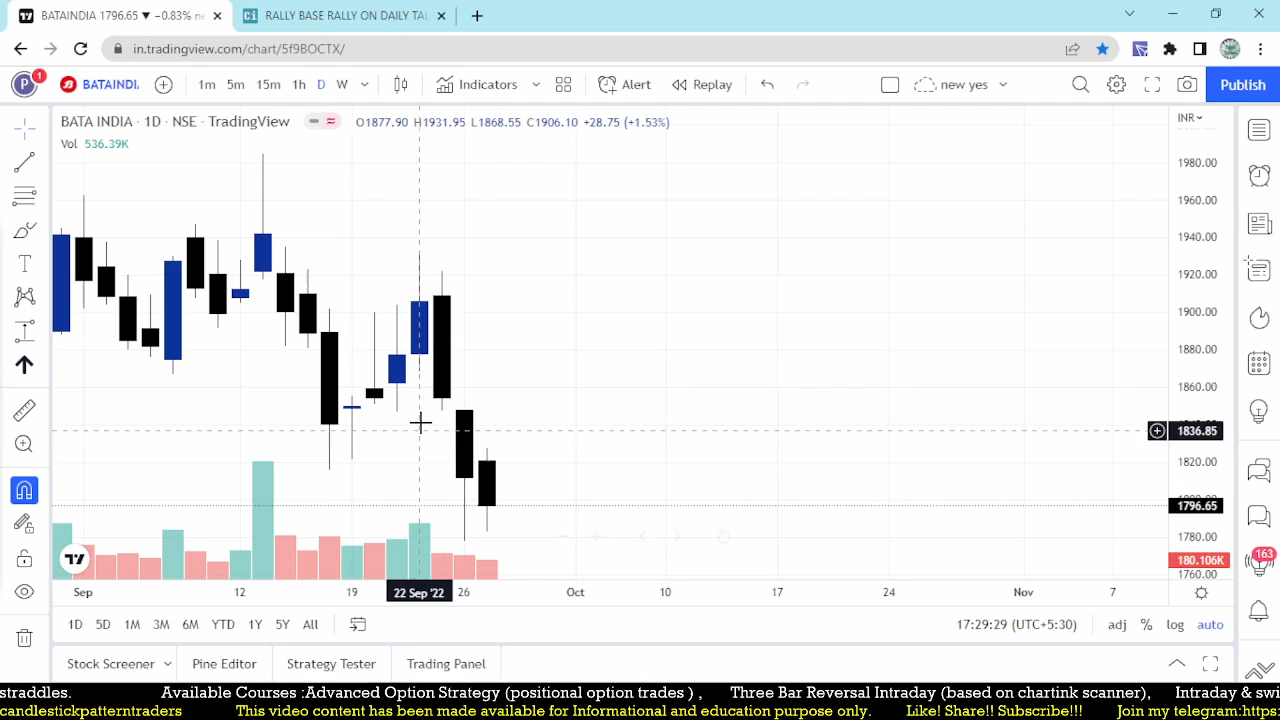 BATAINDIA 1796.65 ▼ −0.83% ne
RALLY BASE RALLY ON DAILY TAL
in.tradingview.com/chart/5f9BOCTX/
P 1 BATAINDIA 1m 5m 15m 1h D W Indicators Alert Replay new yes Publish
BATA INDIA · 1D · NSE · TradingView O1877.90 H1931.95 L1868.55 C1906.10 +28.75 (+1.53%) INR
Vol 536.39K
1980.00
1960.00
1940.00
1920.00
1900.00
1880.00
1860.00
1836.85
1820.00
1796.65
1780.00
180.106K
163
1760.00
Sep 12 19 22 Sep '22 26 Oct 10 17 24 Nov 7
1D 5D 1M 3M 6M YTD 1Y 5Y All 17:29:29 (UTC+5:30) adj % log auto
Stock Screener Pine Editor Strategy Tester Trading Panel
straddles. Available Courses :Advanced Option Strategy (positional option trades ) , Three Bar Reversal Intraday (based on chartink scanner), Intraday & swi
candlestickpatterntraders This video content has been made available for Informational and education purpose only. Like! Share!! Subscribe!!! Join my telegram:https: